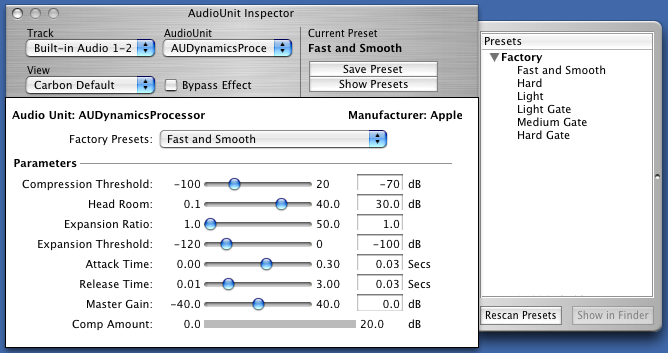 AudioUnit Inspector
Track
AudioUnit
Current Preset
Built-in Audio 1-2
AUDynamicsProce
Fast and Smooth
View
Save Preset
Carbon Default
Bypass Effect
Show Presets
Audio Unit: AUDynamicsProcessor
Manufacturer: Apple
Factory Presets:
Fast and Smooth
Parameters
Compression Threshold: -100 20 -70 dB
Head Room: 0.1 40.0 30.0 dB
Expansion Ratio: 1.0 50.0 1.0
Expansion Threshold: -120 0 -100 dB
Attack Time: 0.00 0.30 0.03 Secs
Release Time: 0.01 3.00 0.03 Secs
Master Gain: -40.0 40.0 0.0 dB
Comp Amount: 0.0 20.0 dB
Presets
Factory
Fast and Smooth
Hard
Light
Light Gate
Medium Gate
Hard Gate
Rescan Presets
Show in Finder